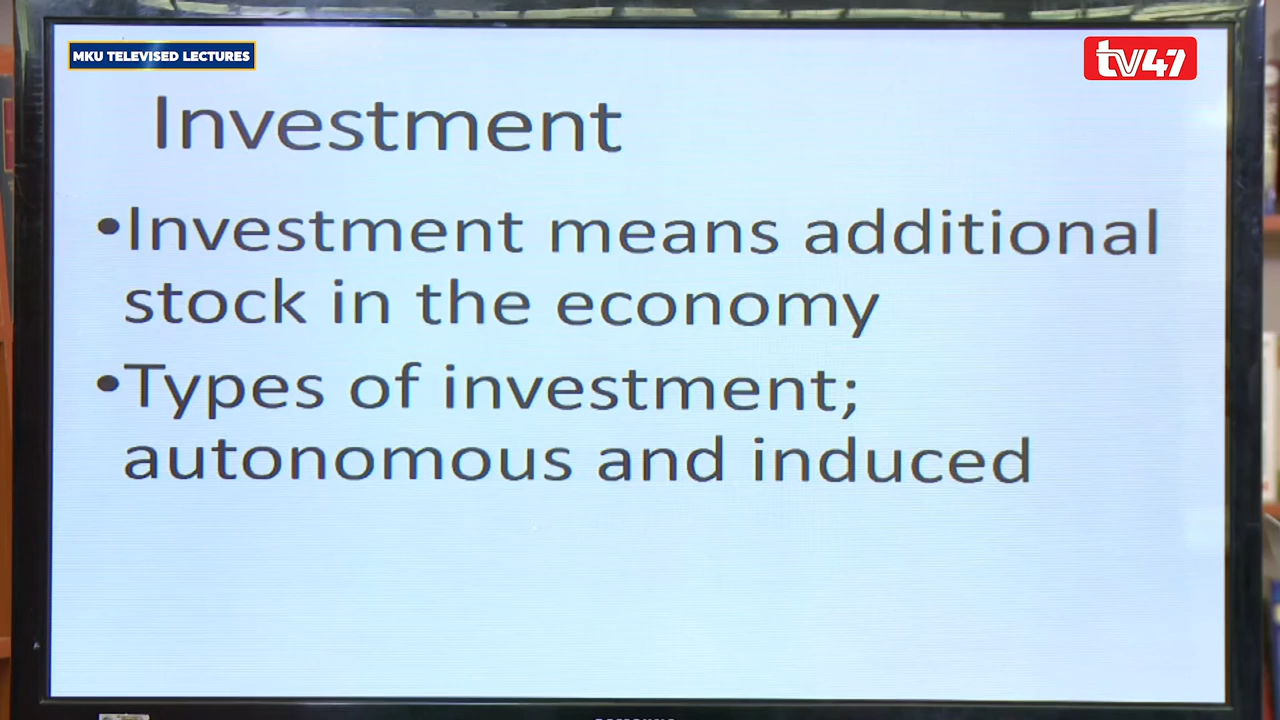 MKU TELEVISED LECTURES
tv47
Investment
•Investment means additional
stock in the economy
•Types of investment;
autonomous and induced